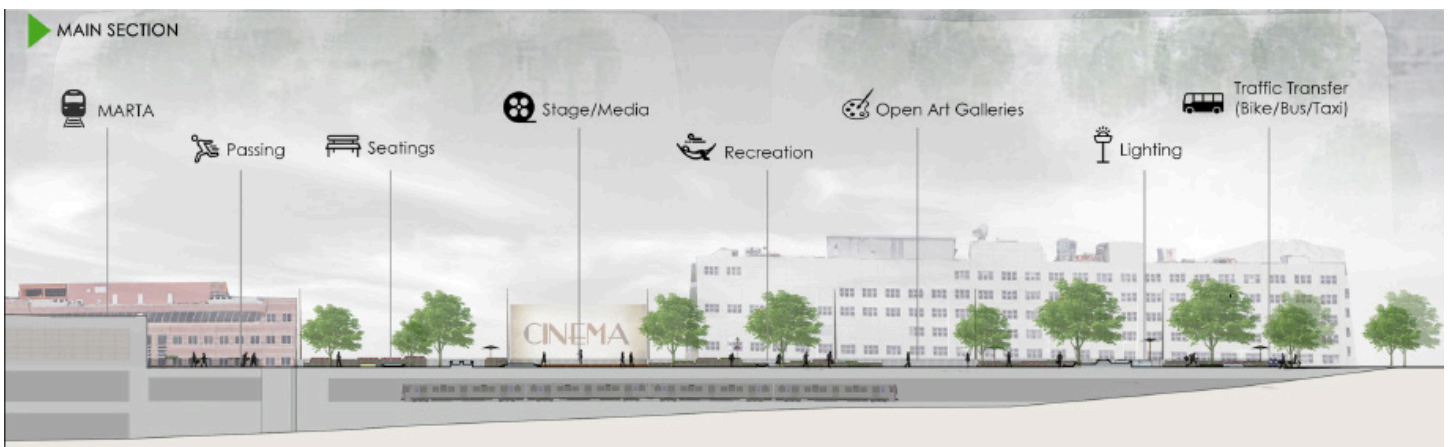 MAIN SECTION
MARTA
Passing
Seatings
Stage/Media
Recreation
Open Art Galleries
Lighting
Traffic Transfer
(Bike/Bus/Taxi)
CINEMA